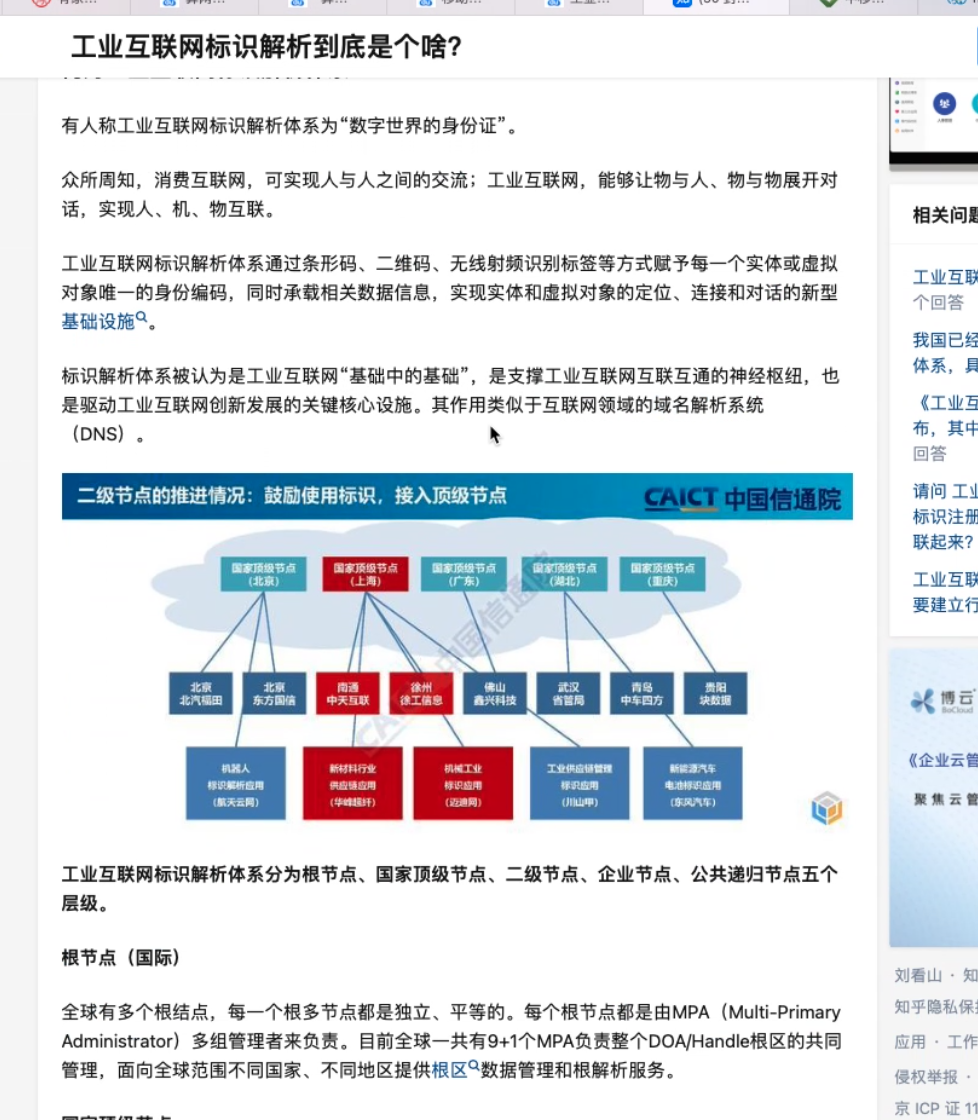 工业互联网标识解析到底是个啥？
有人称工业互联网标识解析体系为“数字世界的身份证”。
众所周知，消费互联网，可实现人与人之间的交流；工业互联网，能够让物与人、物与物展开对
话，实现人、机、物互联。
工业互联网标识解析体系通过条形码、二维码、无线射频识别标签等方式赋予每一个实体或虚拟
对象唯一的身份编码，同时承载相关数据信息，实现实体和虚拟对象的定位、连接和对话的新型
基础设施。
标识解析体系被认为是工业互联网“基础中的基础”，是支撑工业互联网互联互通的神经枢纽，也
是驱动工业互联网创新发展的关键核心设施。其作用类似于互联网领域的域名解析系统
（DNS）。
二级节点的推进情况：鼓励使用标识，接入顶级节点
CAICT 中国信通院
国家顶级节点
（北京）
国家顶级节点
（上海）
国家顶级节点
（广东）
国家顶级节点
（湖北）
国家顶级节点
（重庆）
北京
北汽福田
北京
东方国信
南通
中天互联
徐州
徐工信息
佛山
鑫兴科技
武汉
省管局
青岛
中车四方
贵阳
块数据
机器人
标识解析应用
（航天云网）
新材料行业
供应链应用
（华峰超纤）
机械工业
标识应用
（迈迪网）
工业供应链管理
标识应用
（川山甲）
新能源汽车
电池标识应用
（东风汽车）
CAICT 中国信通院
工业互联网标识解析体系分为根节点、国家顶级节点、二级节点、企业节点、公共递归节点五个
层级。
根节点（国际）
全球有多个根结点，每一个根多节点都是独立、平等的。每个根节点都是由MPA（Multi-Primary
Administrator）多组管理者来负责。目前全球一共有9+1个MPA负责整个DOA/Handle根区的共同
管理，面向全球范围不同国家、不同地区提供根区数据管理和根解析服务。
国家顶级节点
相关问题
工业互联
个回答
我国已经
体系，具
《工业互
布，其中
回答
请问 工业
标识注册
联起来？
工业互联
要建立行
博云
BoCloud
《企业云管
聚焦云管
刘看山 · 知
知乎隐私保护
应用 · 工作
侵权举报 ·
京 ICP 证 11